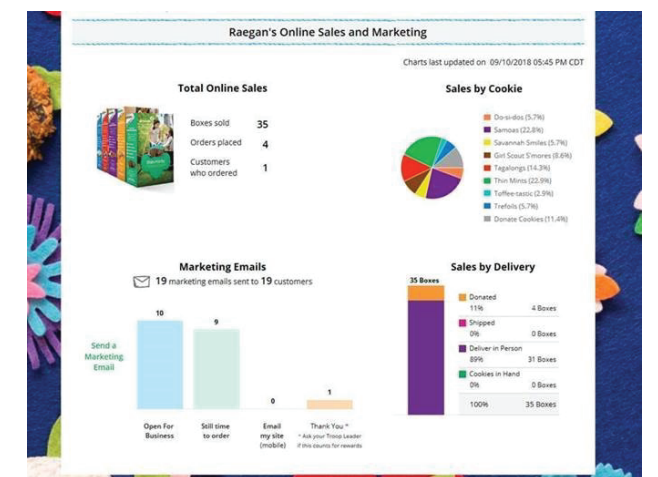 Raegan's Online Sales and Marketing
Charts last updated on 09/10/2018 05:45 PM CDT
Total Online Sales
Boxes sold 35
Orders placed 4
Customers
who ordered 1
Sales by Cookie
Do-si-dos (5.7%)
Samoas (22.8%)
Savannah Smiles (5.7%)
Girl Scout S'mores (8.6%)
Tagalongs (14.3%)
Thin Mints (22.9%)
Toffee-tastic (2.9%)
Trefoils (5.7%)
Donate Cookies (11.4%)
Marketing Emails
19 marketing emails sent to 19 customers
Send a
Marketing
Email
10
9
0
1
Open For
Business
Still time
to order
Email
my site
(mobile)
Thank You *
* Ask your Troop Leader
if this counts for rewards
Sales by Delivery
35 Boxes
Donated
11% 4 Boxes
Shipped
0% 0 Boxes
Deliver in Person
89% 31 Boxes
Cookies in Hand
0% 0 Boxes
100% 35 Boxes